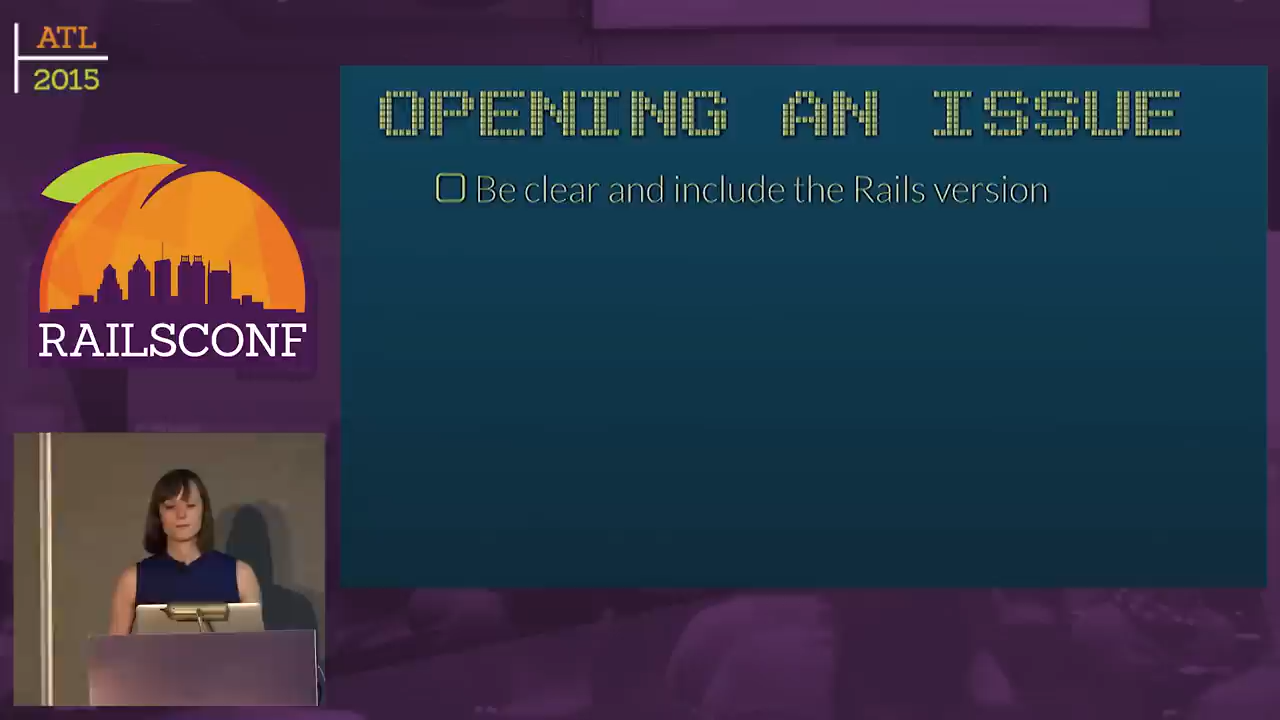 ATL
2015
RAILSCONF
OPENING AN ISSUE
Be clear and include the Rails version